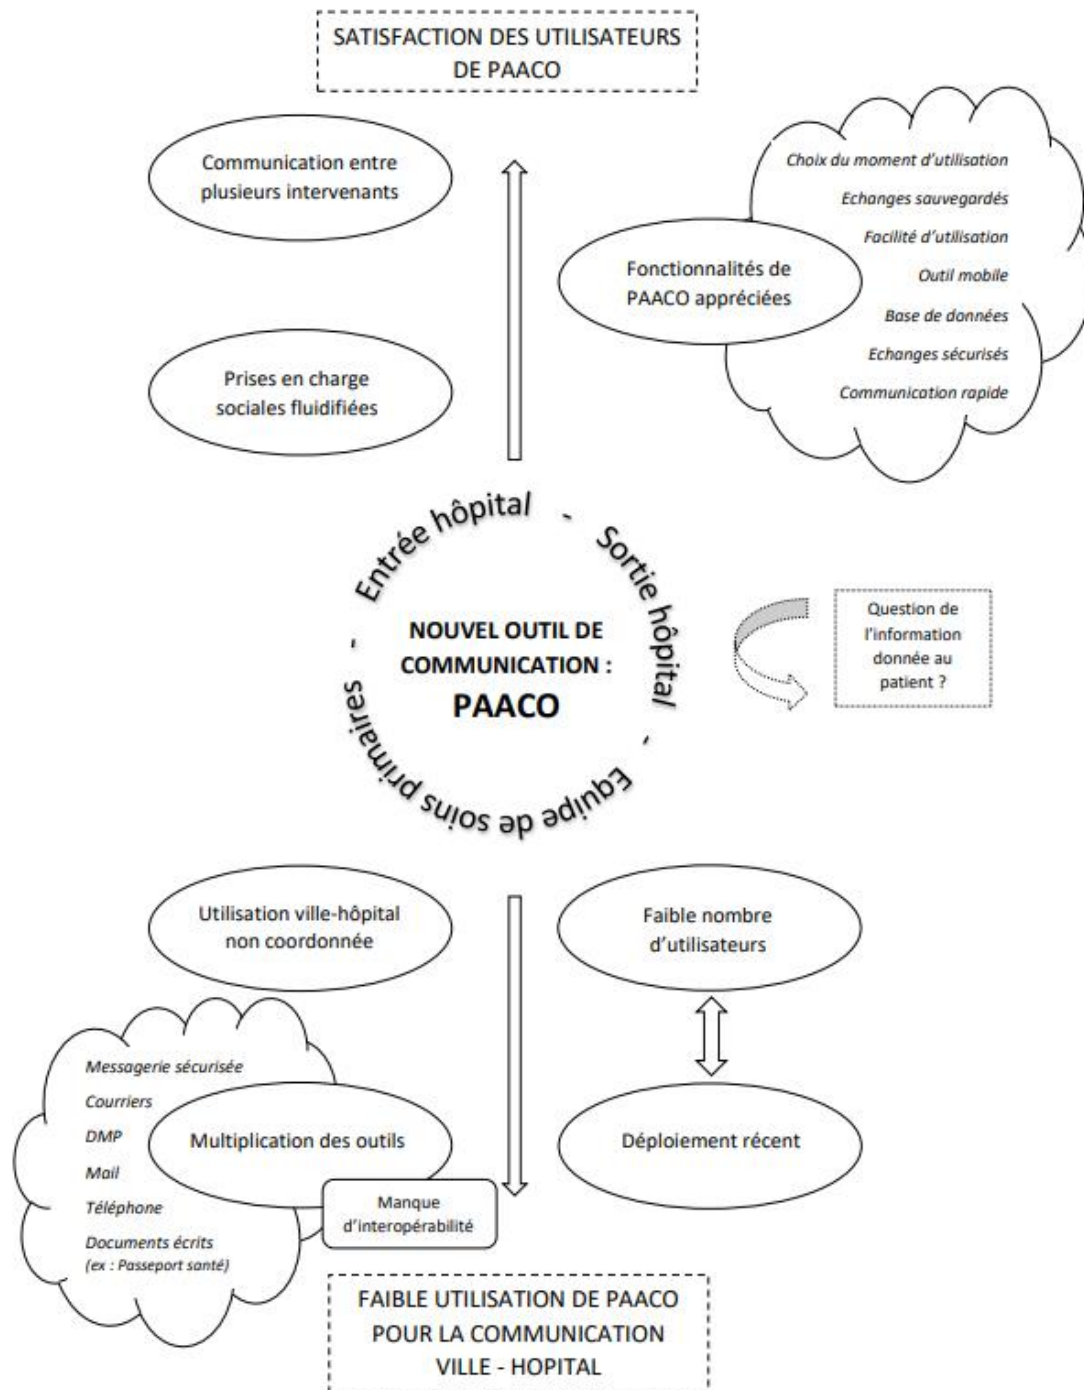 SATISFACTION DES UTILISATEURS
DE PAACO
Communication entre
plusieurs intervenants
Choix du moment d'utilisation
Echanges sauvegardés
Facilité d'utilisation
Outil mobile
Base de données
Echanges sécurisés
Communication rapide
Fonctionnalités de
PAACO appréciées
Prises en charge
sociales fluidifiées
Entrée hôpital - Sortie hôpital - Equipe de soins primaires -
NOUVEL OUTIL DE
COMMUNICATION :
PAACO
Question de
l'information
donnée au
patient ?
Utilisation ville-hôpital
non coordonnée
Faible nombre
d'utilisateurs
Messagerie sécurisée
Courriers
DMP
Mail
Téléphone
Documents écrits
(ex : Passeport santé)
Multiplication des outils
Déploiement récent
Manque
d'interopérabilité
FAIBLE UTILISATION DE PAACO
POUR LA COMMUNICATION
VILLE - HOPITAL